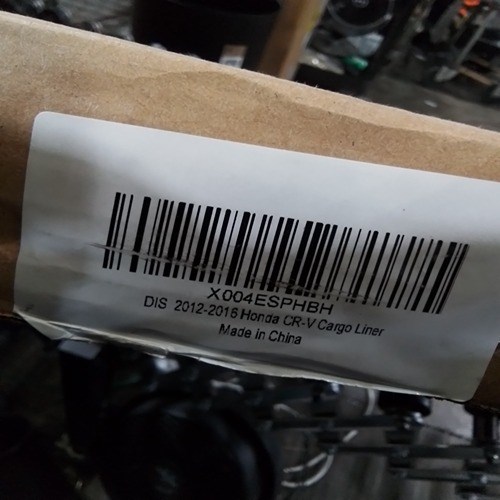 X004ESPHBH
DIS 2012-2016 Honda CR-V Cargo Liner
Made in China